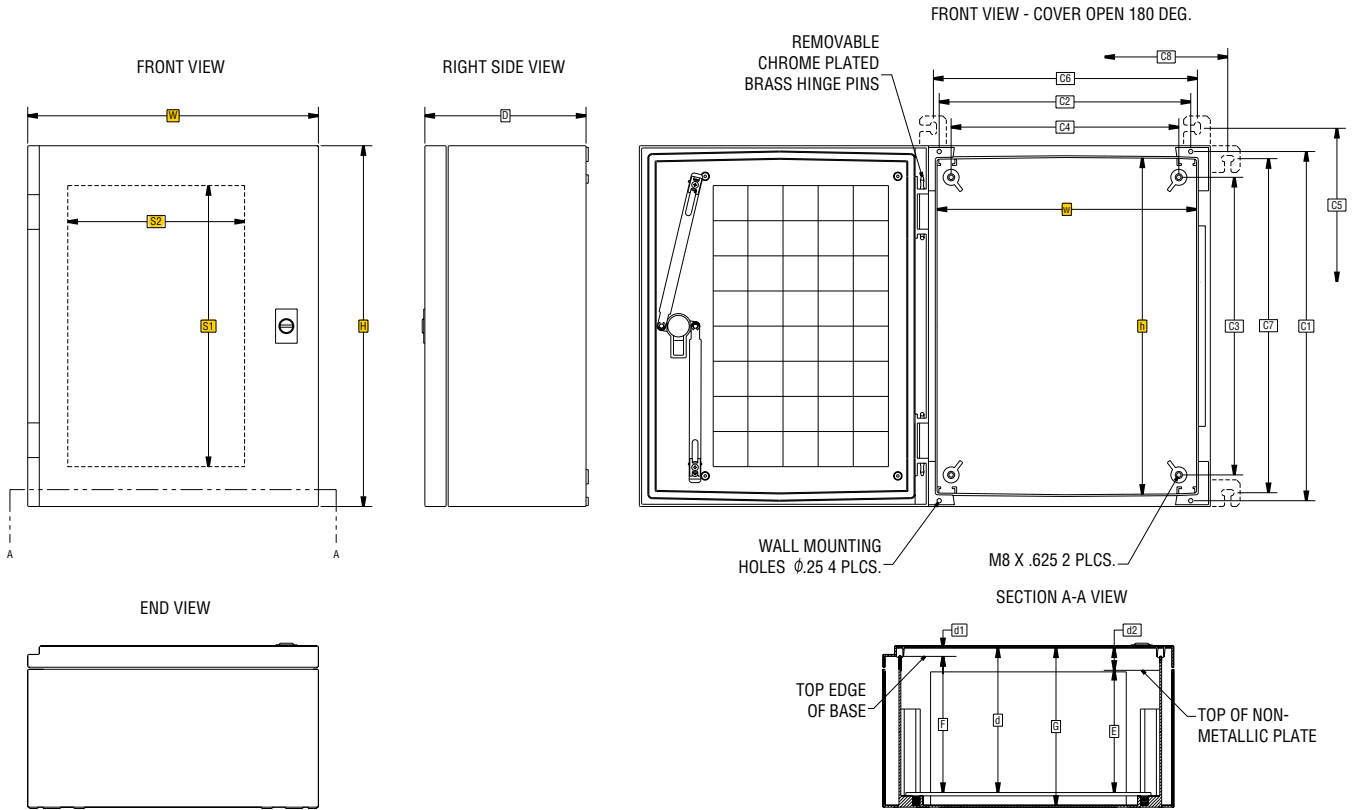 FRONT VIEW - COVER OPEN 180 DEG.
REMOVABLE
CHROME PLATED
BRASS HINGE PINS
FRONT VIEW
RIGHT SIDE VIEW
C8
C6
C2
C4
W
D
S2
S1
H
w
h
C5
C3
C7
C1
A
A
WALL MOUNTING
HOLES ϕ.25 4 PLCS.
M8 X .625 2 PLCS.
END VIEW
SECTION A-A VIEW
d1
d2
TOP EDGE
OF BASE
F
d
G
E
TOP OF NON-
METALLIC PLATE